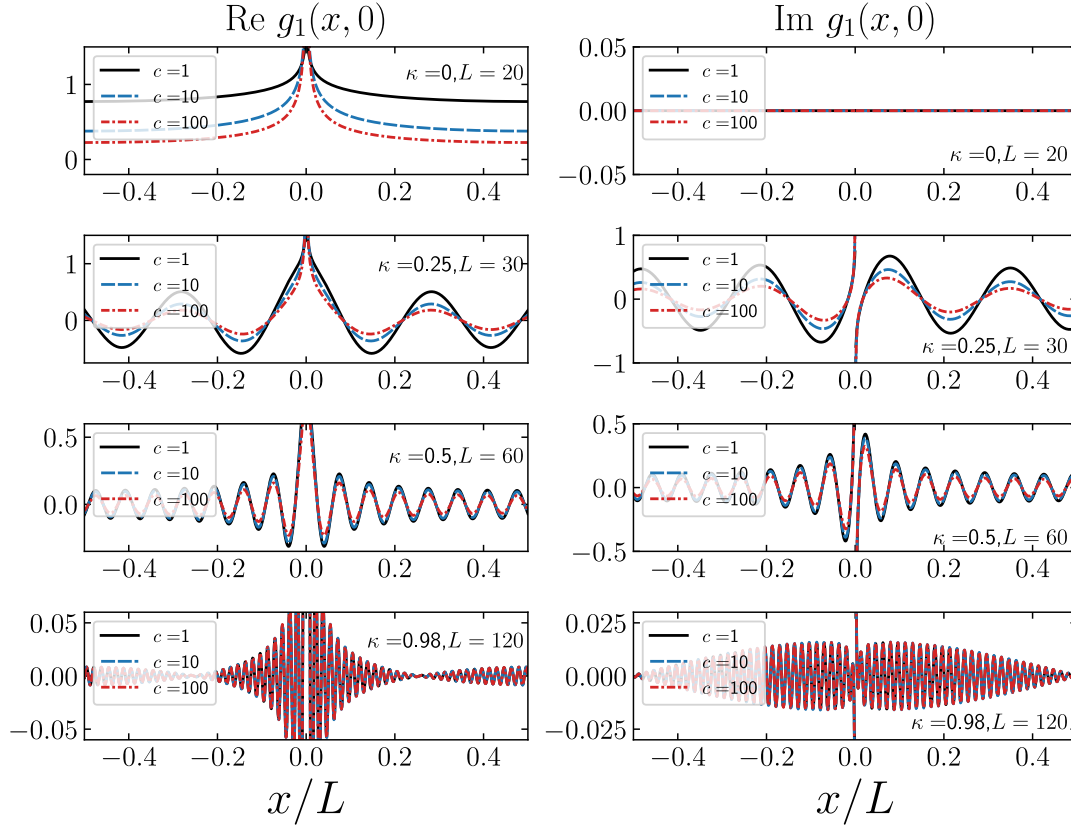 Re g₁(x, 0)
Im g₁(x, 0)
1
0
c =1
c =10
c =100
κ =0,L = 20
−0.4 −0.2 0.0 0.2 0.4
0.05
0.00
−0.05
c =1
c =10
c =100
κ =0,L = 20
−0.4 −0.2 0.0 0.2 0.4
1
0
c =1
c =10
c =100
κ =0.25,L = 30
−0.4 −0.2 0.0 0.2 0.4
1
0
−1
c =1
c =10
c =100
κ =0.25,L = 30
−0.4 −0.2 0.0 0.2 0.4
0.5
0.0
c =1
c =10
c =100
κ =0.5,L = 60
−0.4 −0.2 0.0 0.2 0.4
0.5
0.0
−0.5
c =1
c =10
c =100
κ =0.5,L = 60
−0.4 −0.2 0.0 0.2 0.4
0.05
0.00
−0.05
c =1
c =10
c =100
κ =0.98,L = 120
−0.4 −0.2 0.0 0.2 0.4
x/L
0.025
0.000
−0.025
c =1
c =10
c =100
κ =0.98,L = 120,
−0.4 −0.2 0.0 0.2 0.4
x/L